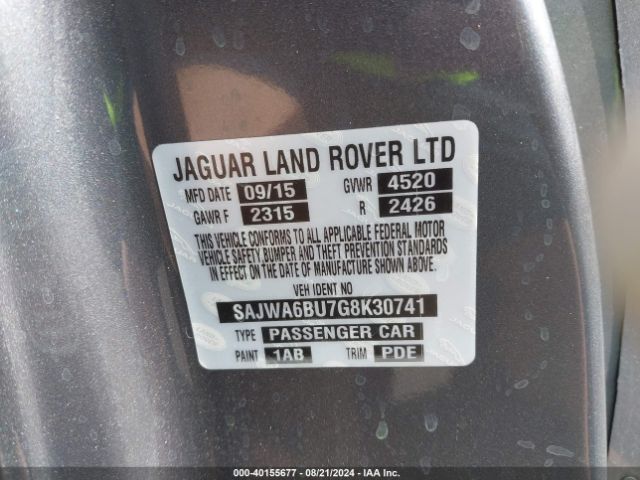 JAGUAR LAND ROVER LTD
MFD DATE 09/15 GVWR 4520
GAWR F 2315 R 2426
THIS VEHICLE CONFORMS TO ALL APPLICABLE FEDERAL MOTOR
VEHICLE SAFETY, BUMPER AND THEFT PREVENTION STANDARDS
IN EFFECT ON THE DATE OF MANUFACTURE SHOWN ABOVE
VEH IDENT NO
SAJWA6BU7G8K30741
TYPE PASSENGER CAR
PAINT 1AB TRIM PDE
000-40155677 - 08/21/2024 - IAA Inc.